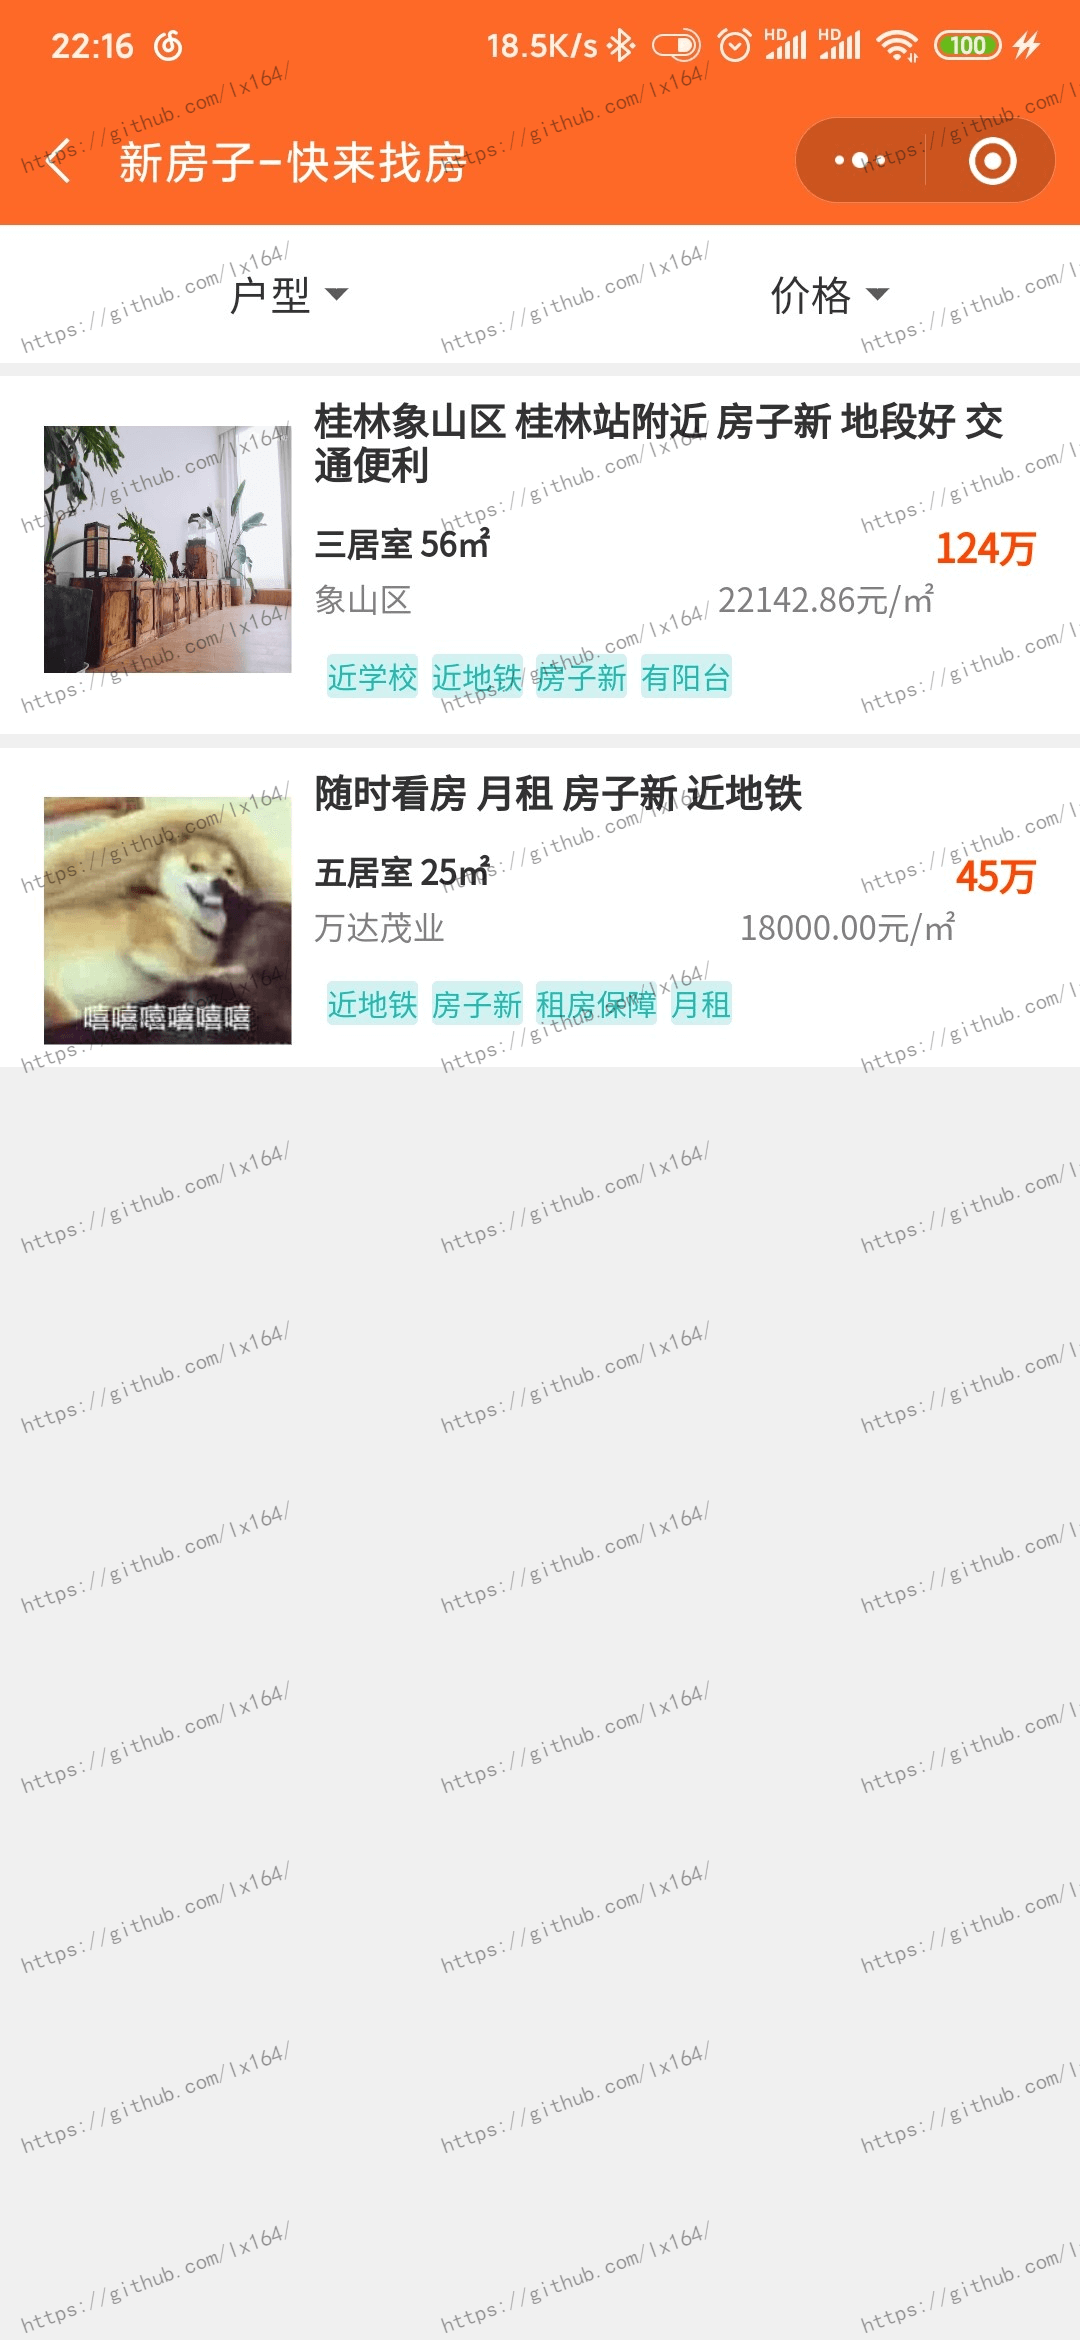 22:16 18.5K/s HD HD 100
新房子-快来找房
户型 价格
桂林象山区 桂林站附近 房子新 地段好 交
通便利
三居室 56㎡ 124万
象山区 22142.86元/㎡
近学校 近地铁 房子新 有阳台
随时看房 月租 房子新 近地铁
五居室 25㎡ 45万
万达茂业 18000.00元/㎡
嘻嘻嘻嘻嘻嘻
近地铁 房子新 租房保障 月租
https://github.com/lx164/